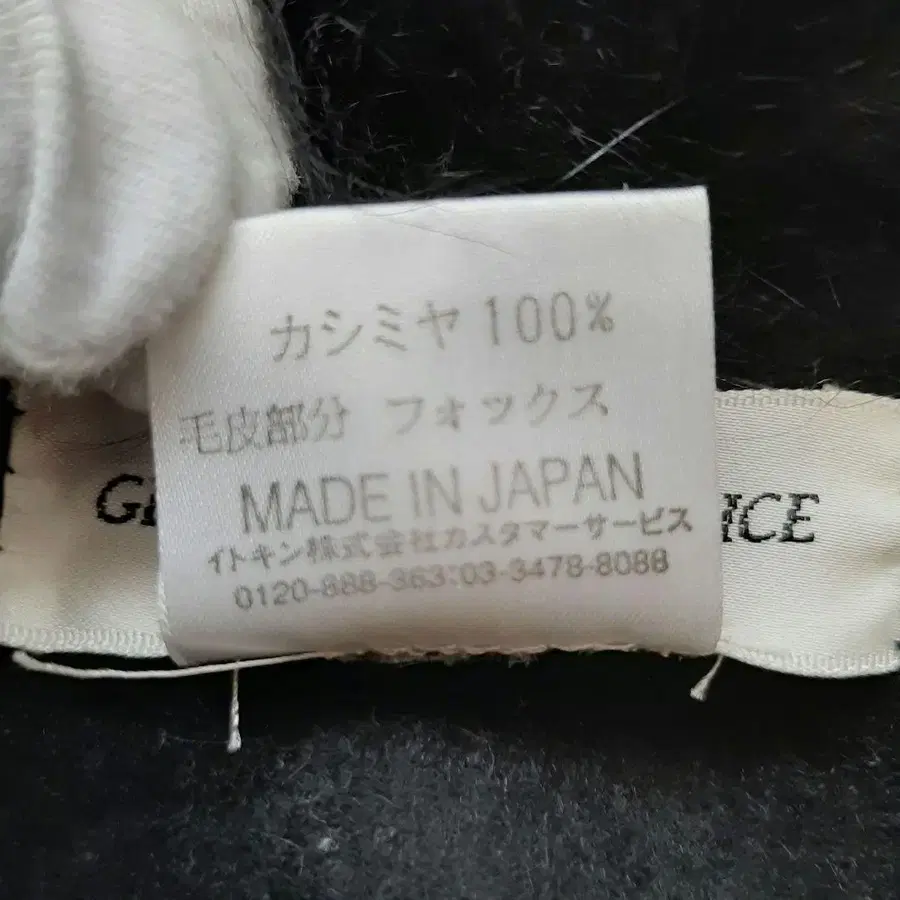 カシミヤ 100%
毛皮部分 フォックス
MADE IN JAPAN
イトキン株式会社カスタマーサービス
0120-888-363:03-3478-8088